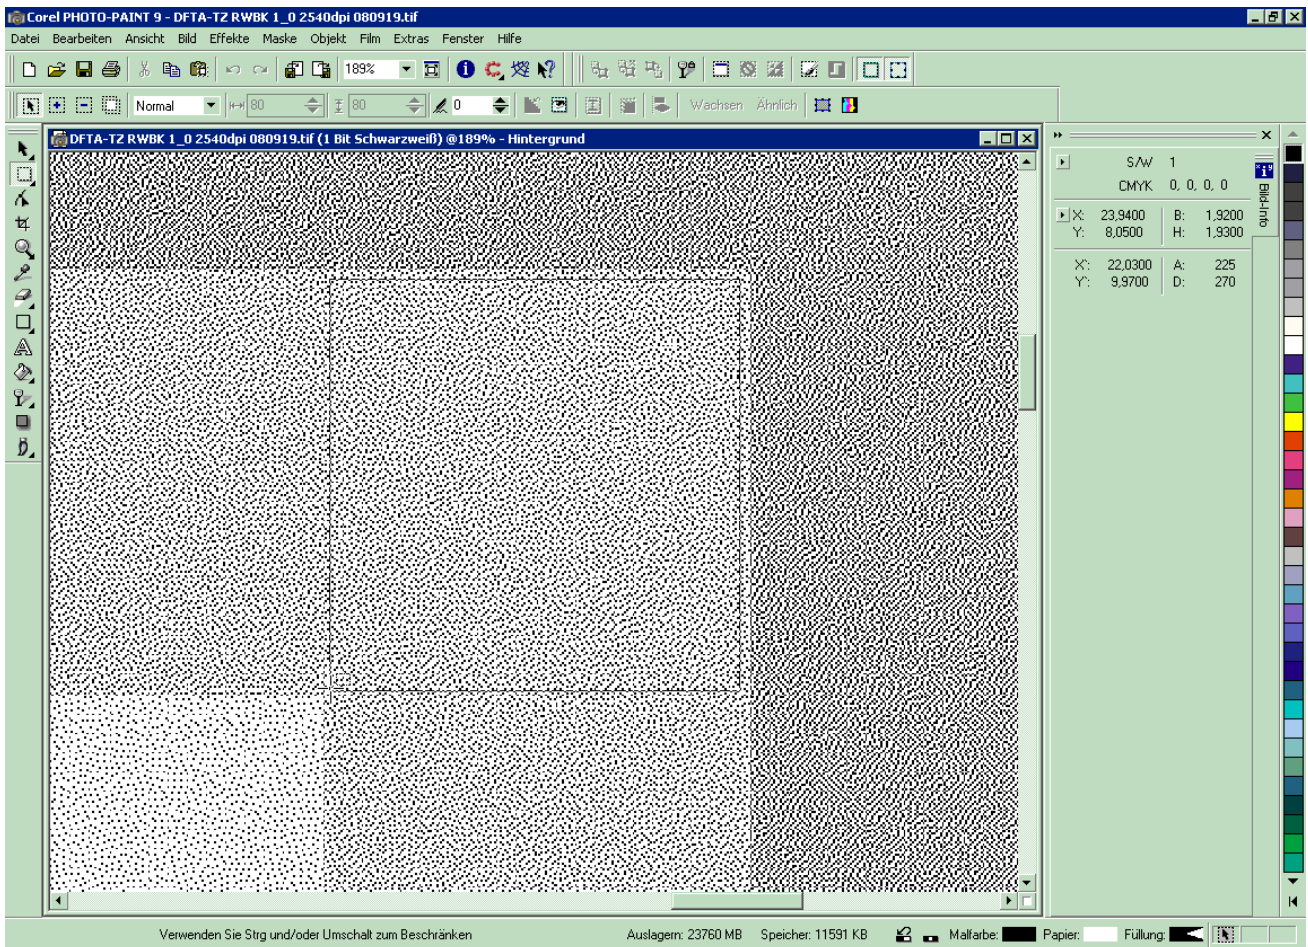 Corel PHOTO-PAINT 9 - DFTA-TZ RWBK 1_0 2540dpi 080919.tif
Datei Bearbeiten Ansicht Bild Effekte Maske Objekt Film Extras Fenster Hilfe
189%
Normal 80 80 0 Wachsen Ähnlich
DFTA-TZ RWBK 1_0 2540dpi 080919.tif (1 Bit Schwarzweiß) @189% - Hintergrund
S/W 1
CMYK 0, 0, 0, 0
X: 23,9400 B: 1,9200
Y: 8,0500 H: 1,9300
X': 22,0300 A: 225
Y': 9,9700 D: 270
Bild-Info
Verwenden Sie Strg und/oder Umschalt zum Beschränken Auslagern: 23760 MB Speicher: 11591 KB Malfarbe: Papier: Füllung: